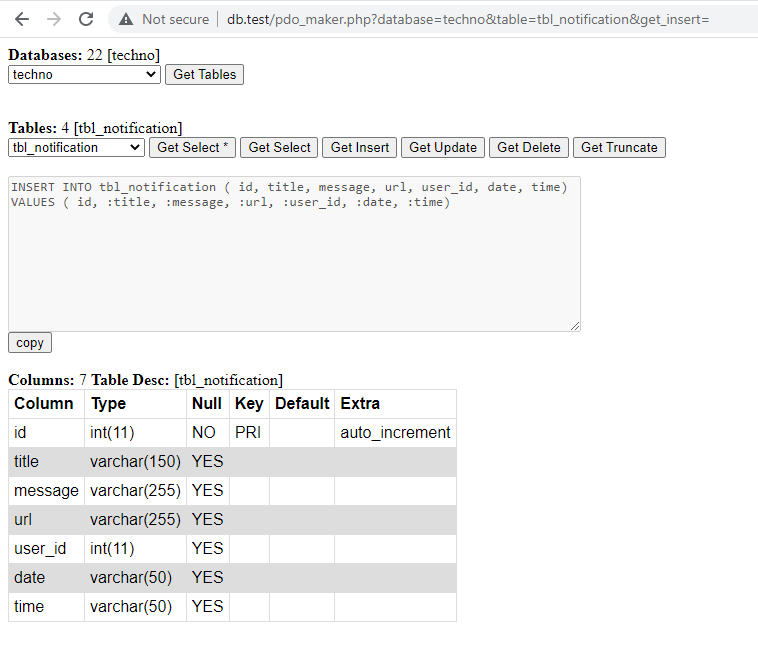 Not secure | db.test/pdo_maker.php?database=techno&table=tbl_notification&get_insert=
Databases: 22 [techno]
techno Get Tables
Tables: 4 [tbl_notification]
tbl_notification Get Select * Get Select Get Insert Get Update Get Delete Get Truncate
INSERT INTO tbl_notification ( id, title, message, url, user_id, date, time)
VALUES ( id, :title, :message, :url, :user_id, :date, :time)
copy
Columns: 7 Table Desc: [tbl_notification]
Column Type Null Key Default Extra
id int(11) NO PRI auto_increment
title varchar(150) YES
message varchar(255) YES
url varchar(255) YES
user_id int(11) YES
date varchar(50) YES
time varchar(50) YES